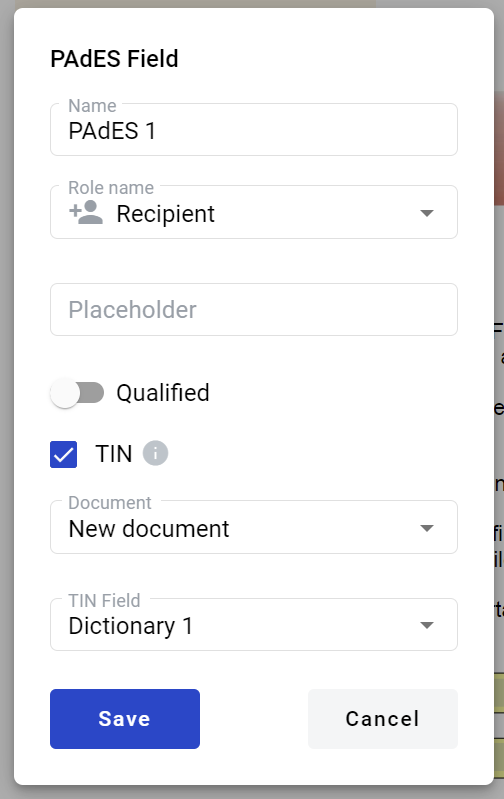 PAdES Field
Name
PAdES 1
Role name
Recipient
Placeholder
Qualified
TIN
Document
New document
TIN Field
Dictionary 1
Save
Cancel